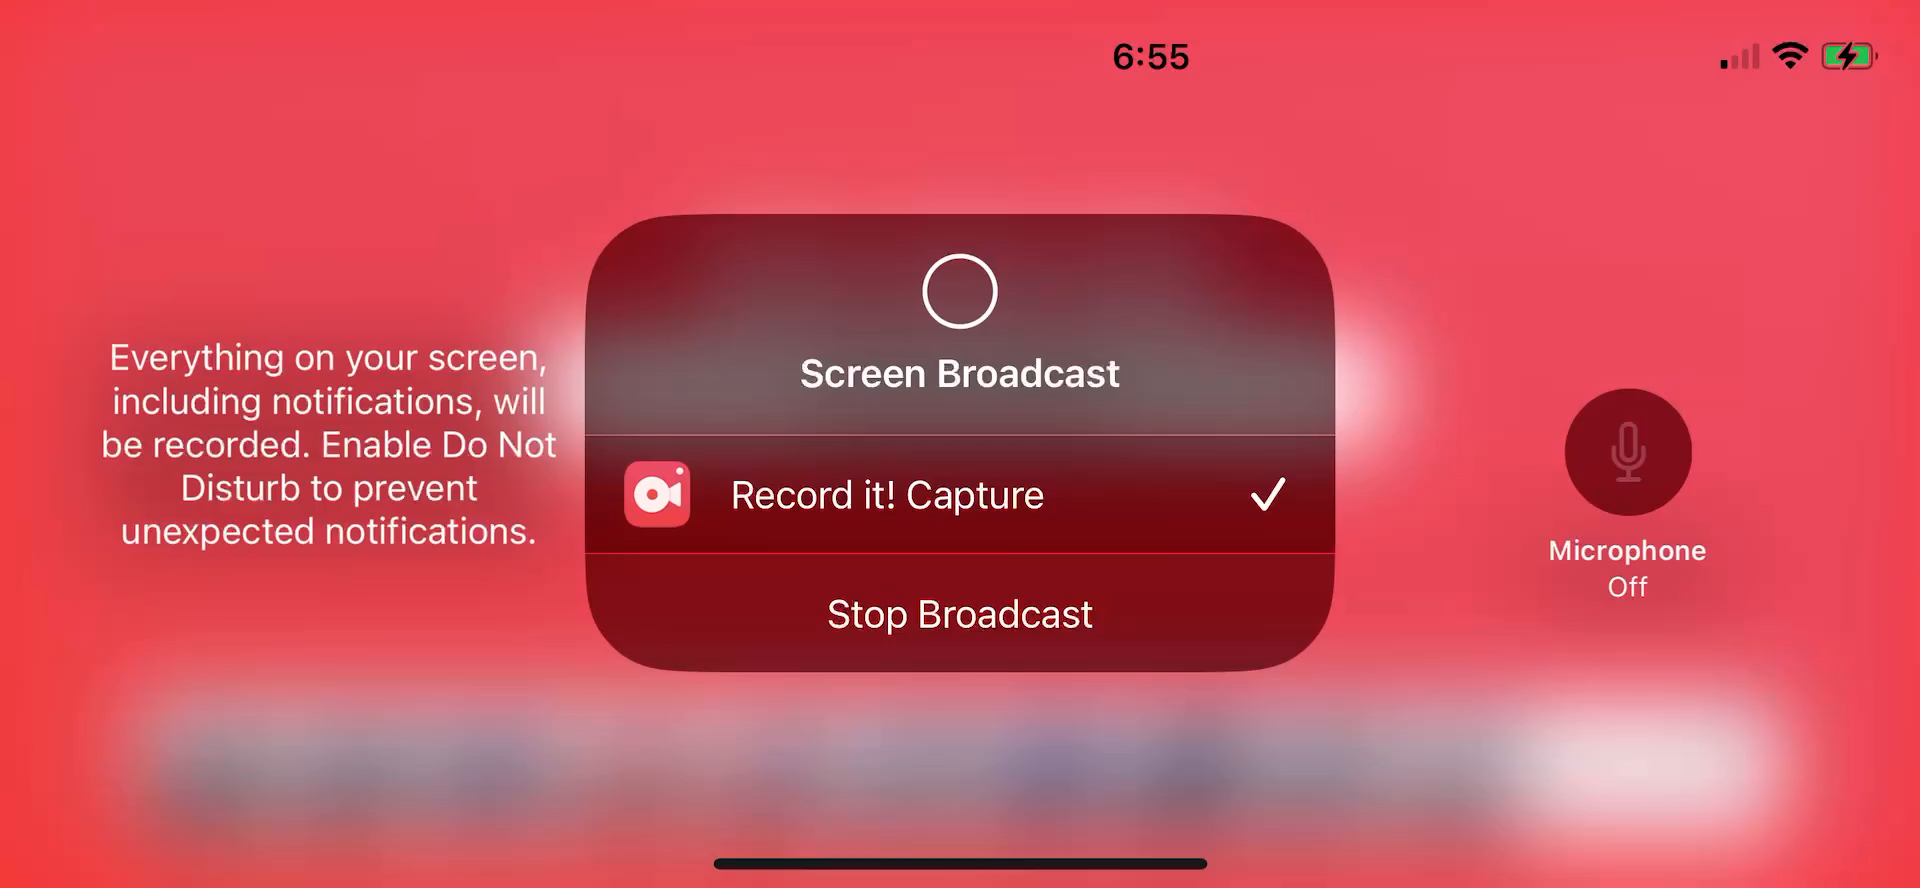 6:55
Everything on your screen,
including notifications, will
be recorded. Enable Do Not
Disturb to prevent
unexpected notifications.
Screen Broadcast
Record it! Capture
Stop Broadcast
Microphone
Off